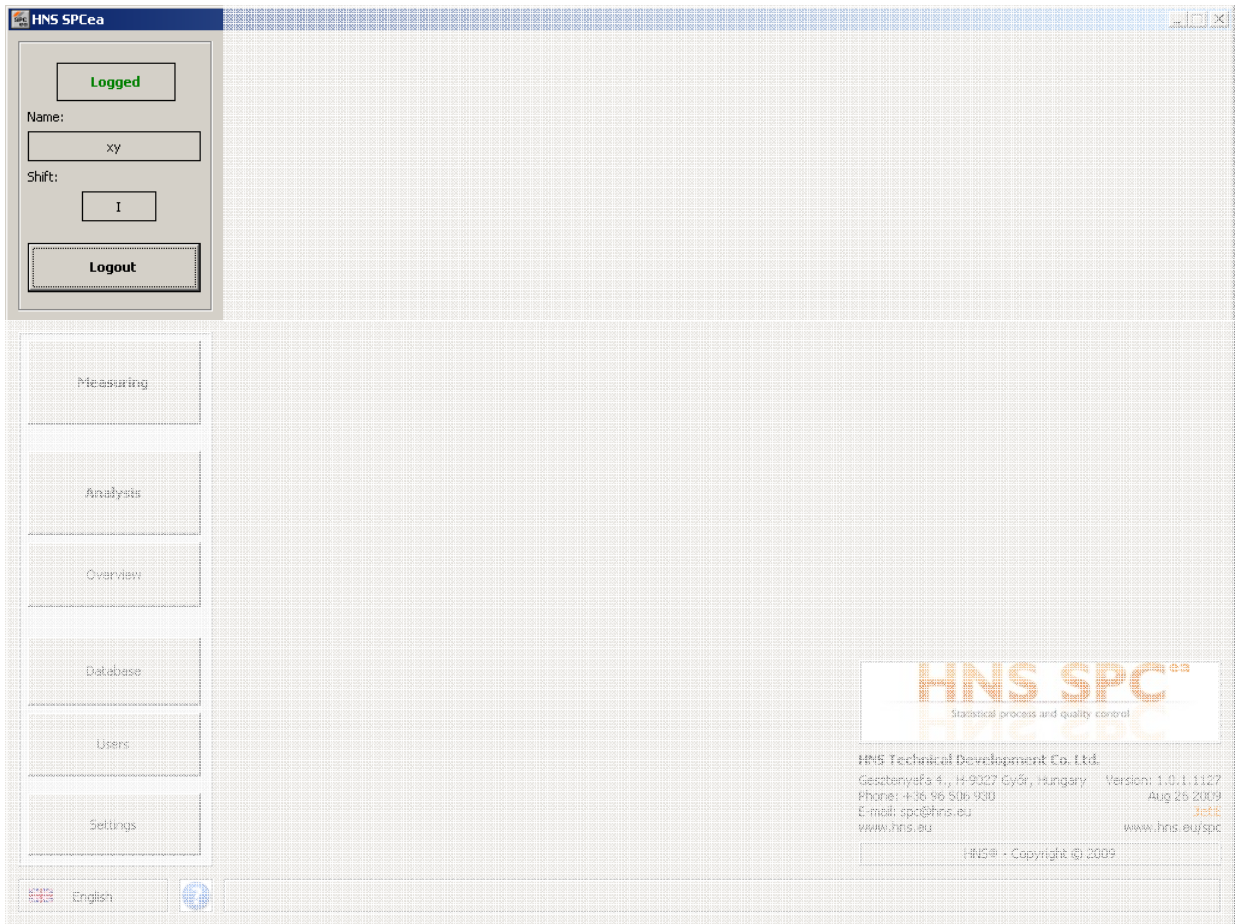 HNS SPCea
Logged
Name:
xy
Shift:
I
Logout
Measuring
Analysis
Overview
Database
Users
Settings
English
HNS SPCea
Statistical process and quality control
HNS Technical Development Co. Ltd.
Gesztenyefa 4., H-9027 Győr, Hungary Version: 1.0.1.1127
Phone: +36 96 506 930 Aug 26 2009
E-mail: spc@hns.eu
www.hns.eu www.hns.eu/spc
HNS® - Copyright © 2009